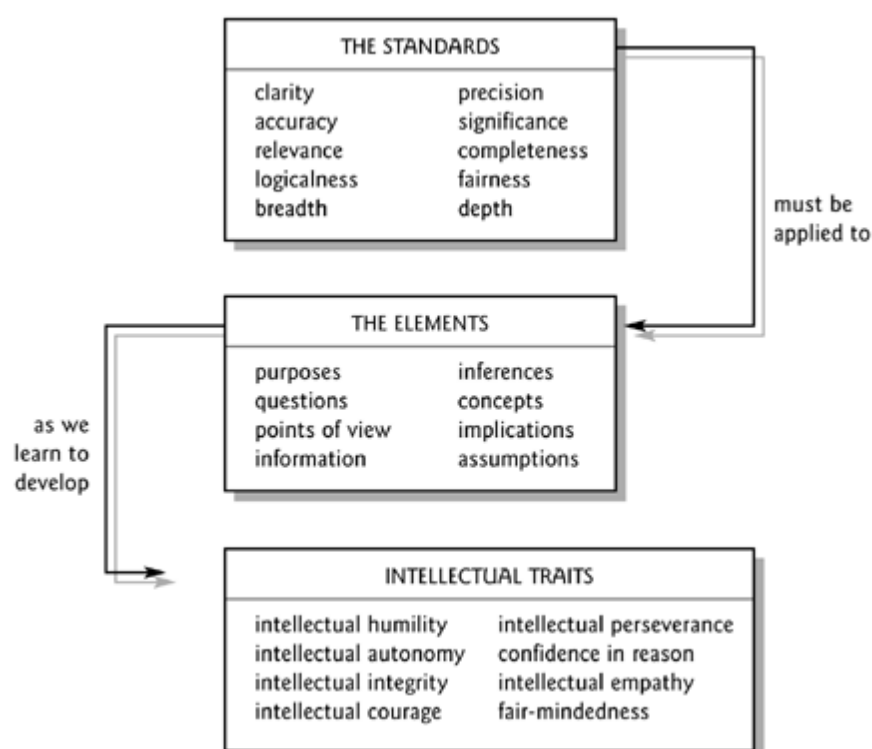 THE STANDARDS
clarity precision
accuracy significance
relevance completeness
logicalness fairness
breadth depth
must be
applied to
THE ELEMENTS
purposes inferences
questions concepts
points of view implications
information assumptions
as we
learn to
develop
INTELLECTUAL TRAITS
intellectual humility intellectual perseverance
intellectual autonomy confidence in reason
intellectual integrity intellectual empathy
intellectual courage fair-mindedness